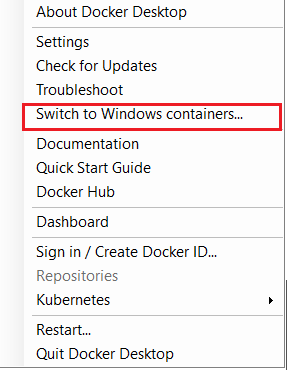 About Docker Desktop
Settings
Check for Updates
Troubleshoot
Switch to Windows containers...
Documentation
Quick Start Guide
Docker Hub
Dashboard
Sign in / Create Docker ID...
Repositories
Kubernetes
Restart...
Quit Docker Desktop